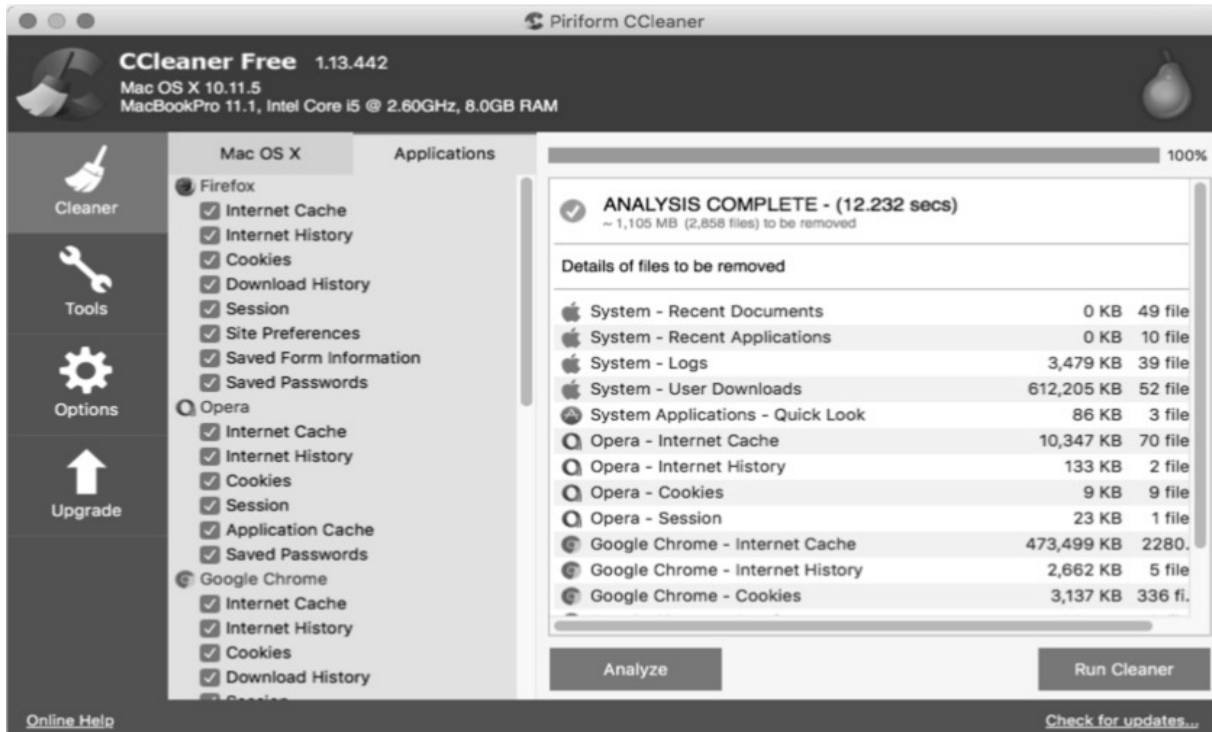 Piriform CCleaner
CCleaner Free 1.13.442
Mac OS X 10.11.5
MacBookPro 11.1, Intel Core i5 @ 2.60GHz, 8.0GB RAM
Cleaner
Tools
Options
Upgrade
Mac OS X
Applications
Firefox
Internet Cache
Internet History
Cookies
Download History
Session
Site Preferences
Saved Form Information
Saved Passwords
Opera
Internet Cache
Internet History
Cookies
Session
Application Cache
Saved Passwords
Google Chrome
Internet Cache
Internet History
Cookies
Download History
100%
ANALYSIS COMPLETE - (12.232 secs)
~ 1,105 MB (2,858 files) to be removed
Details of files to be removed
System - Recent Documents 0 KB 49 file
System - Recent Applications 0 KB 10 file
System - Logs 3,479 KB 39 file
System - User Downloads 612,205 KB 52 file
System Applications - Quick Look 86 KB 3 file
Opera - Internet Cache 10,347 KB 70 file
Opera - Internet History 133 KB 2 file
Opera - Cookies 9 KB 9 file
Opera - Session 23 KB 1 file
Google Chrome - Internet Cache 473,499 KB 2280.
Google Chrome - Internet History 2,662 KB 5 file
Google Chrome - Cookies 3,137 KB 336 fi.
Analyze
Run Cleaner
Online Help
Check for updates...